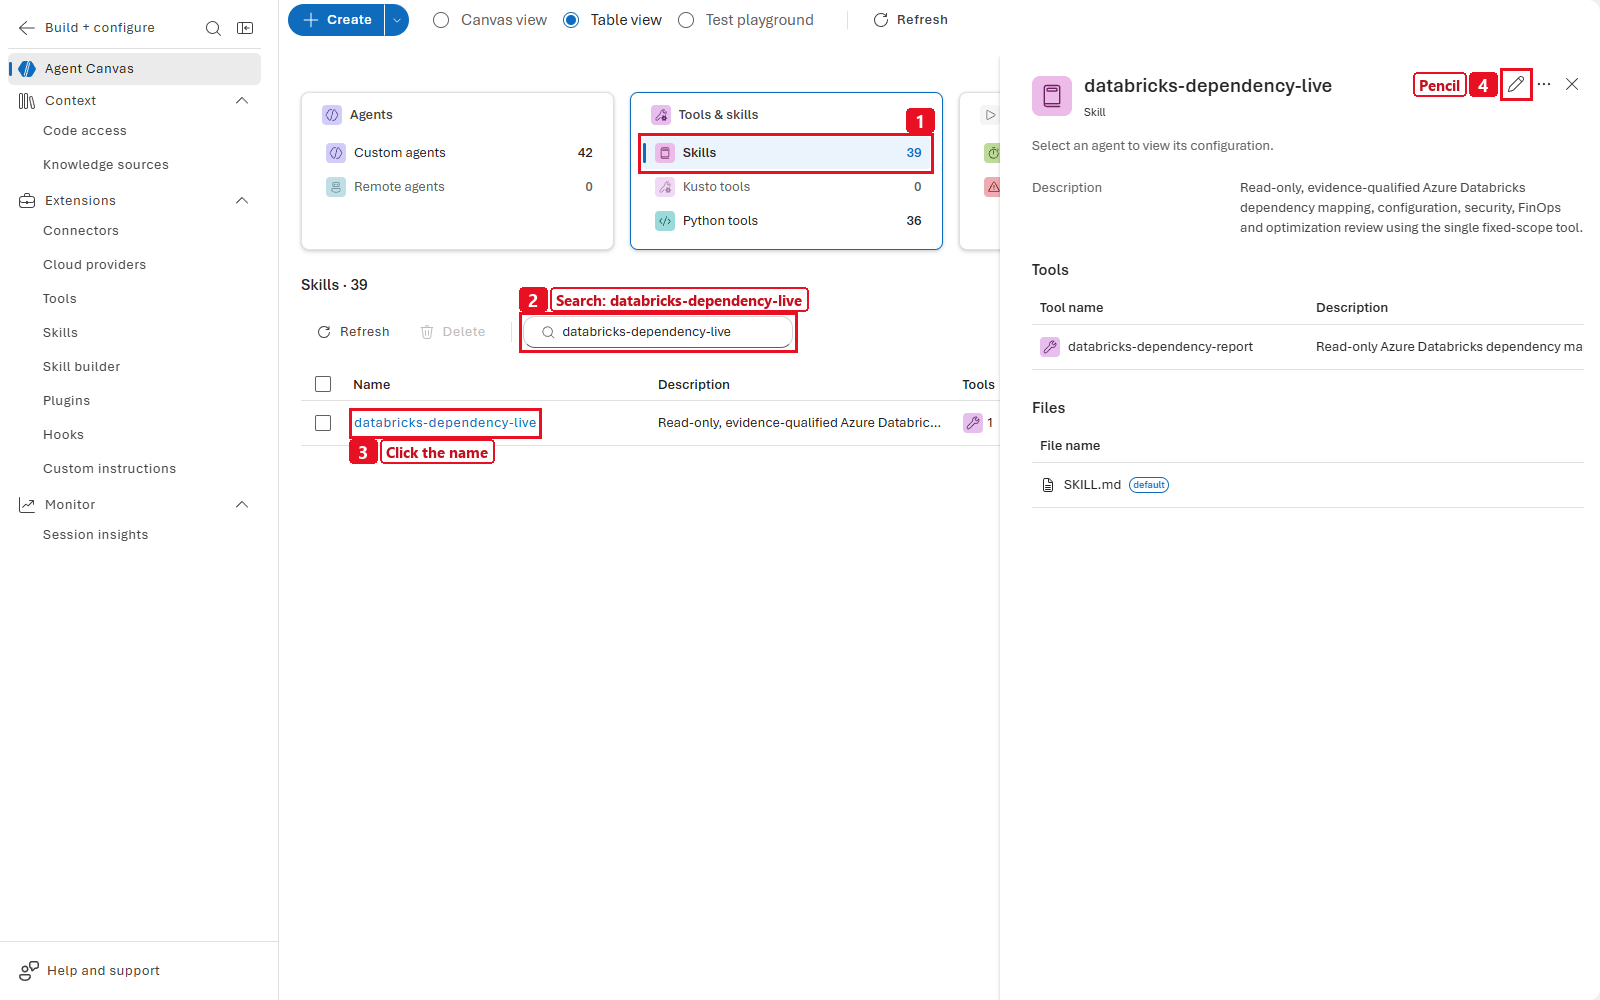 Build + configure
Agent Canvas
Context
Code access
Knowledge sources
Extensions
Connectors
Cloud providers
Tools
Skills
Skill builder
Plugins
Hooks
Custom instructions
Monitor
Session insights
Help and support
Create
Canvas view
Table view
Test playground
Refresh
Agents
Custom agents 42
Remote agents 0
Tools & skills
1
Skills 39
Kusto tools 0
Python tools 36
Skills · 39
2 Search: databricks-dependency-live
Refresh
Delete
databricks-dependency-live
Name Description Tools
databricks-dependency-live Read-only, evidence-qualified Azure Databric... 1
3 Click the name
databricks-dependency-live
Skill
Pencil 4
Select an agent to view its configuration.
Description
Read-only, evidence-qualified Azure Databricks
dependency mapping, configuration, security, FinOps
and optimization review using the single fixed-scope tool.
Tools
Tool name Description
databricks-dependency-report Read-only Azure Databricks dependency ma
Files
File name
SKILL.md default